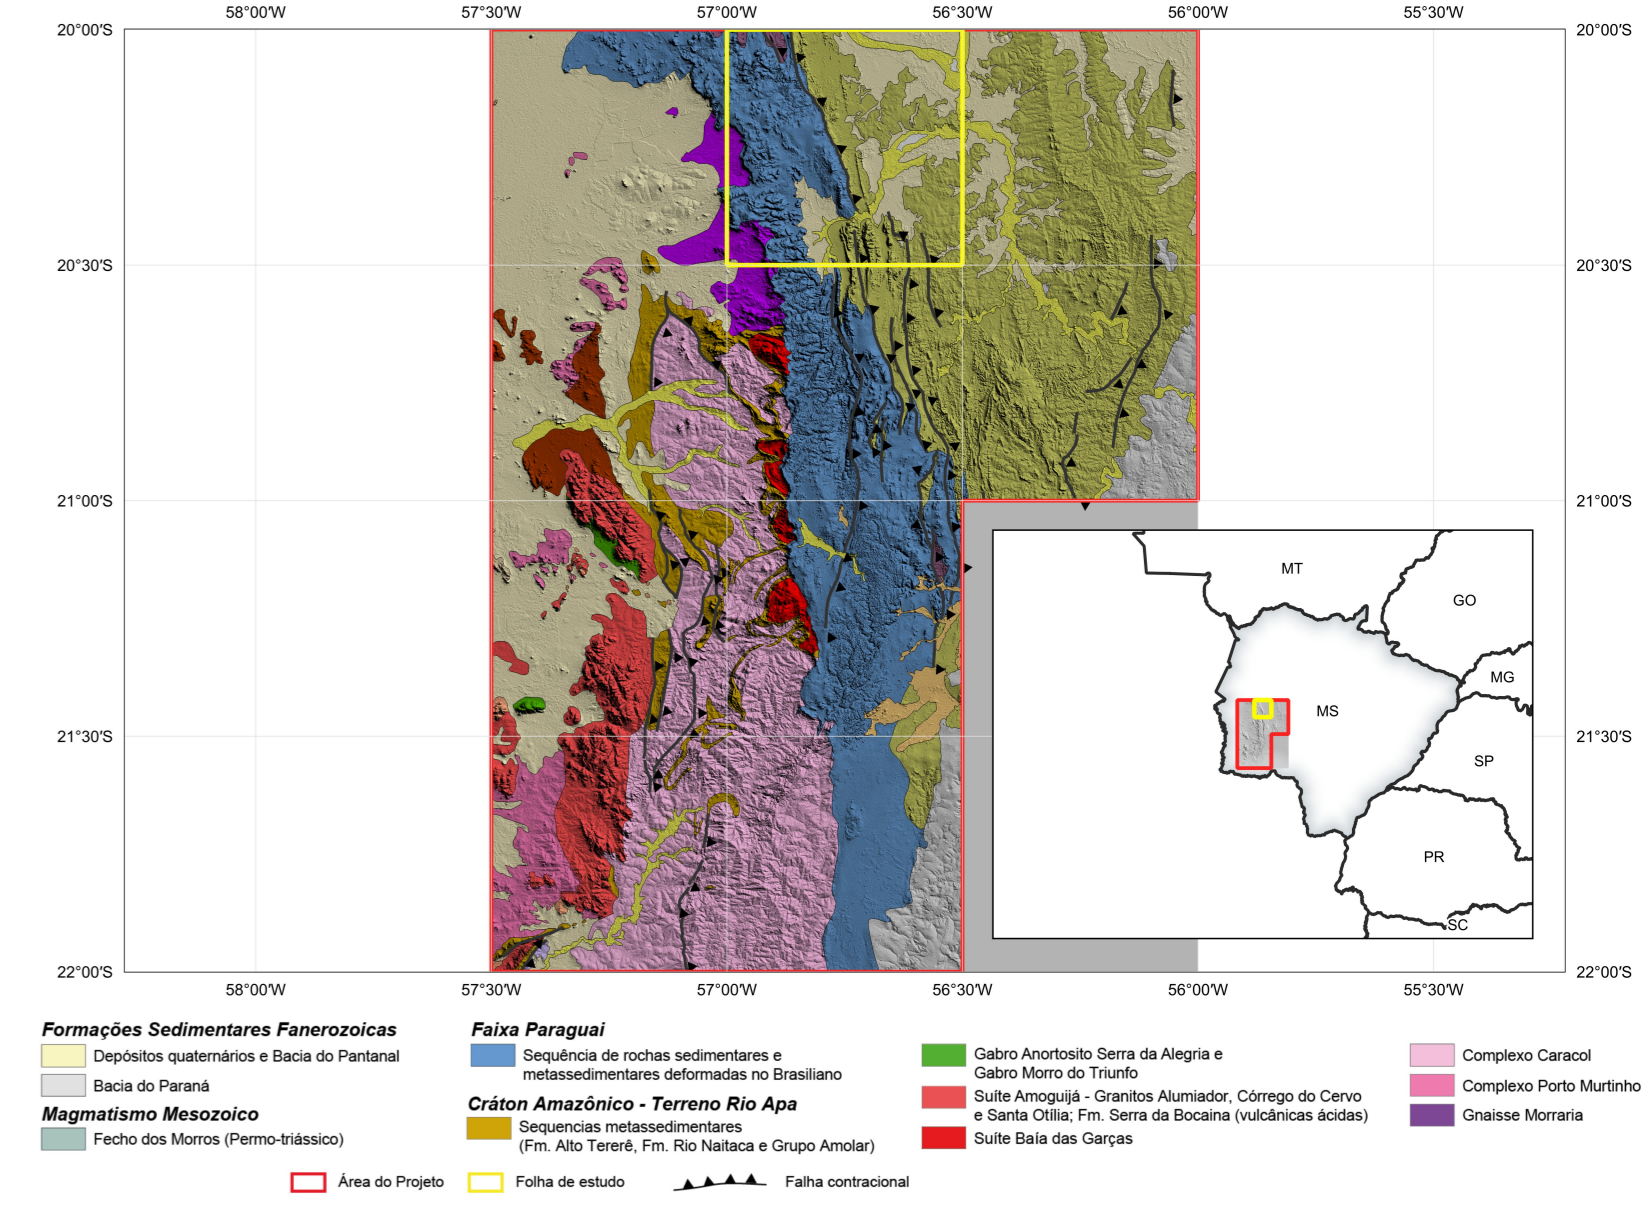 58°00'W 57°30'W 57°00'W 56°30'W 56°00'W 55°30'W
20°00'S 20°00'S
20°30'S 20°30'S
21°00'S 21°00'S
21°30'S 21°30'S
22°00'S 22°00'S
MT
GO
MG
MS
SP
PR
SC
58°00'W 57°30'W 57°00'W 56°30'W 56°00'W 55°30'W
Formações Sedimentares Fanerozoicas
Depósitos quaternários e Bacia do Pantanal
Bacia do Paraná
Magmatismo Mesozoico
Fecho dos Morros (Permo-triássico)
Faixa Paraguai
Sequência de rochas sedimentares e
metassedimentares deformadas no Brasiliano
Cráton Amazônico - Terreno Rio Apa
Sequencias metassedimentares
(Fm. Alto Tererê, Fm. Rio Naitaca e Grupo Amolar)
Gabro Anortosito Serra da Alegria e
Gabro Morro do Triunfo
Suíte Amoguijá - Granitos Alumiador, Córrego do Cervo
e Santa Otília; Fm. Serra da Bocaina (vulcânicas ácidas)
Suíte Baía das Garças
Complexo Caracol
Complexo Porto Murtinho
Gnaisse Morraria
Área do Projeto
Folha de estudo
Falha contracional